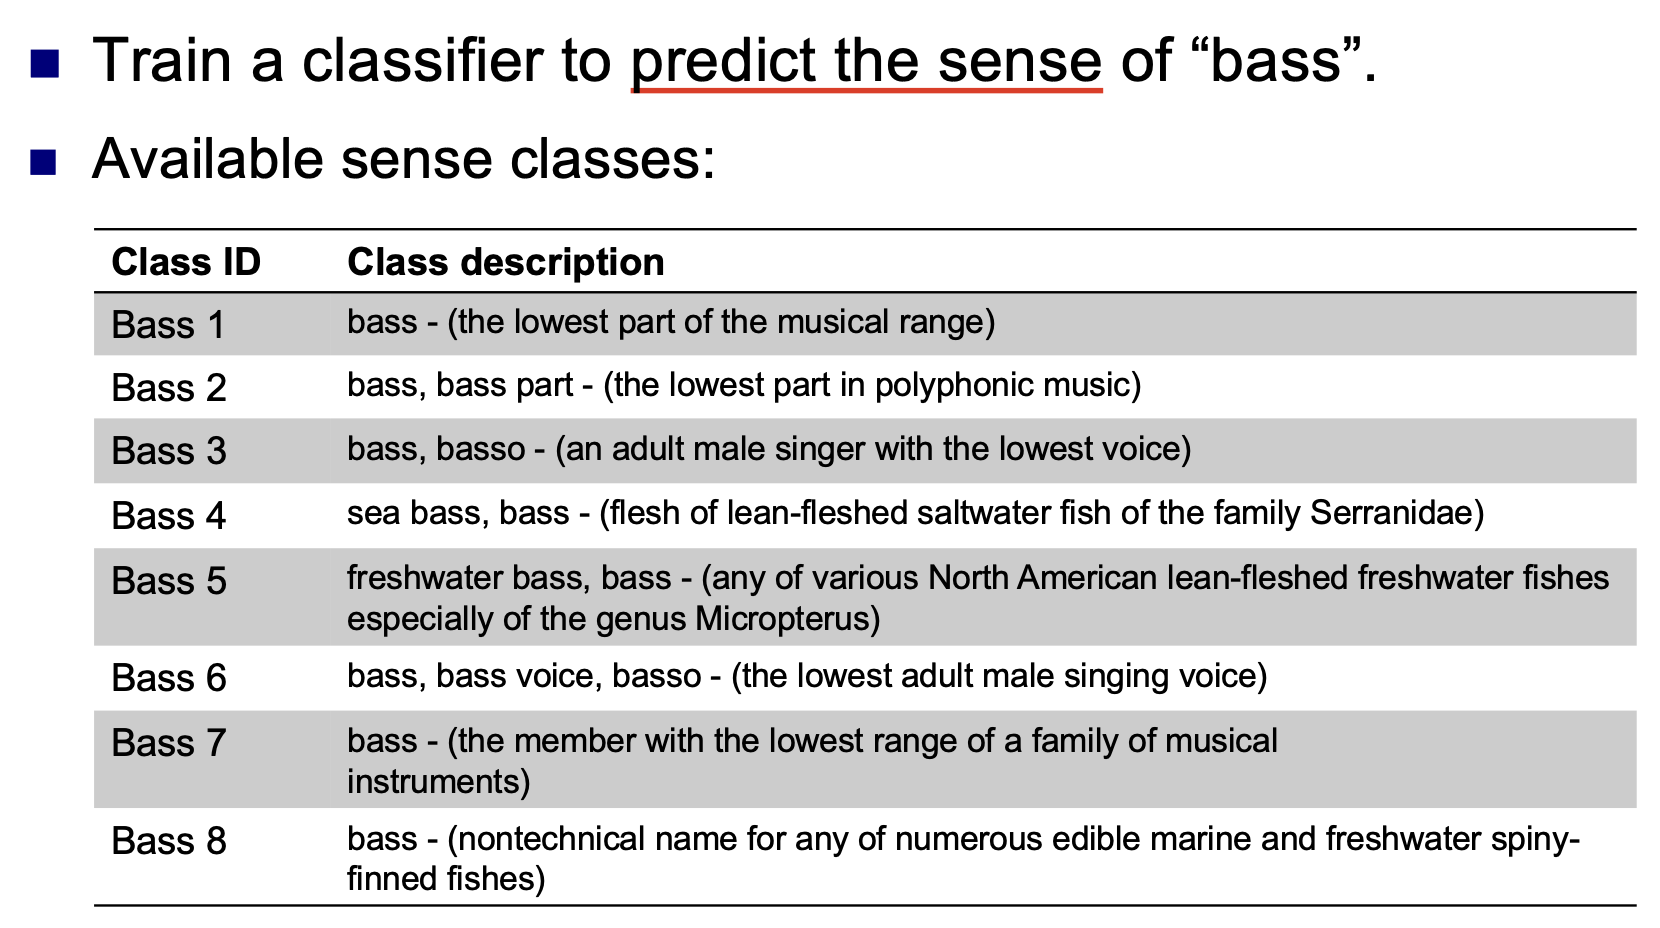 Train a classifier to predict the sense of “bass”.
Available sense classes:
Class ID Class description
Bass 1 bass - (the lowest part of the musical range)
Bass 2 bass, bass part - (the lowest part in polyphonic music)
Bass 3 bass, basso - (an adult male singer with the lowest voice)
Bass 4 sea bass, bass - (flesh of lean-fleshed saltwater fish of the family Serranidae)
Bass 5 freshwater bass, bass - (any of various North American lean-fleshed freshwater fishes
especially of the genus Micropterus)
Bass 6 bass, bass voice, basso - (the lowest adult male singing voice)
Bass 7 bass - (the member with the lowest range of a family of musical
instruments)
Bass 8 bass - (nontechnical name for any of numerous edible marine and freshwater spiny-
finned fishes)